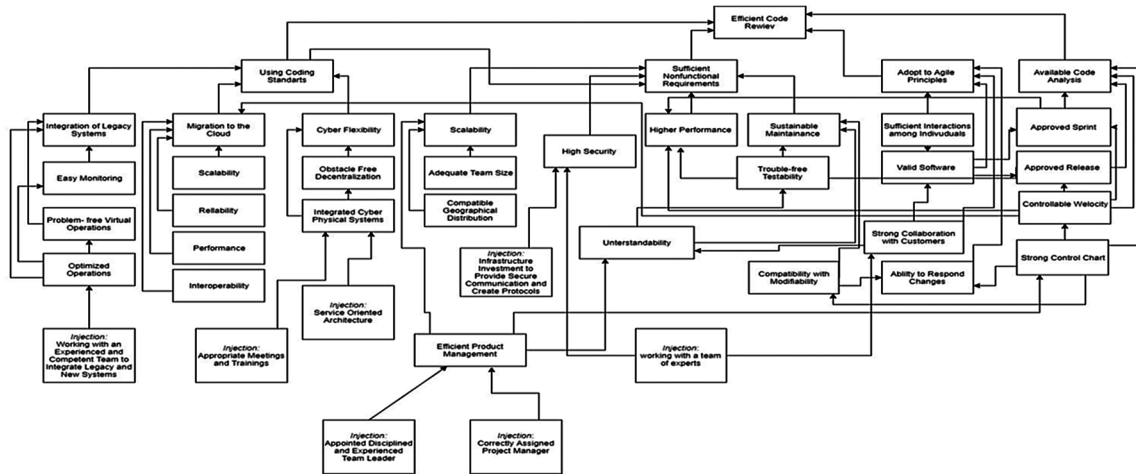 Efficient Code
Rewiev
Using Coding
Standarts
Sufficient
Nonfunctional
Requirements
Adopt to Agile
Principles
Available Code
Analysis
Integration of Legacy
Systems
Migration to the
Cloud
Cyber Flexibility
Scalability
High Security
Higher Performance
Sustainable
Maintainance
Sufficient Interactions
among Indivuduals
Approved Sprint
Easy Monitoring
Scalability
Obstacle Free
Decentralization
Adequate Team Size
Trouble-free
Testability
Valid Software
Approved Release
Problem- free Virtual
Operations
Reliability
Integrated Cyber
Physical Systems
Compatible
Geographical
Distribution
Controllable Welocity
Optimized
Operations
Performance
Interoperability
Injection:
Infrastructure
Investment to
Provide Secure
Communication and
Create Protocols
Unterstandability
Strong Collaboration
with Customers
Compatibility with
Modifiability
Ability to Respond
Changes
Strong Control Chart
Injection:
Working with an
Experienced and
Competent Team to
Integrate Legacy and
New Systems
Injection:
Appropriate Meetings
and Trainings
Injection:
Service Oriented
Architecture
Efficient Product
Management
Injection:
working with a team
of experts
Injection:
Appointed Disciplined
and Experienced
Team Leader
Injection:
Correctly Assigned
Project Manager